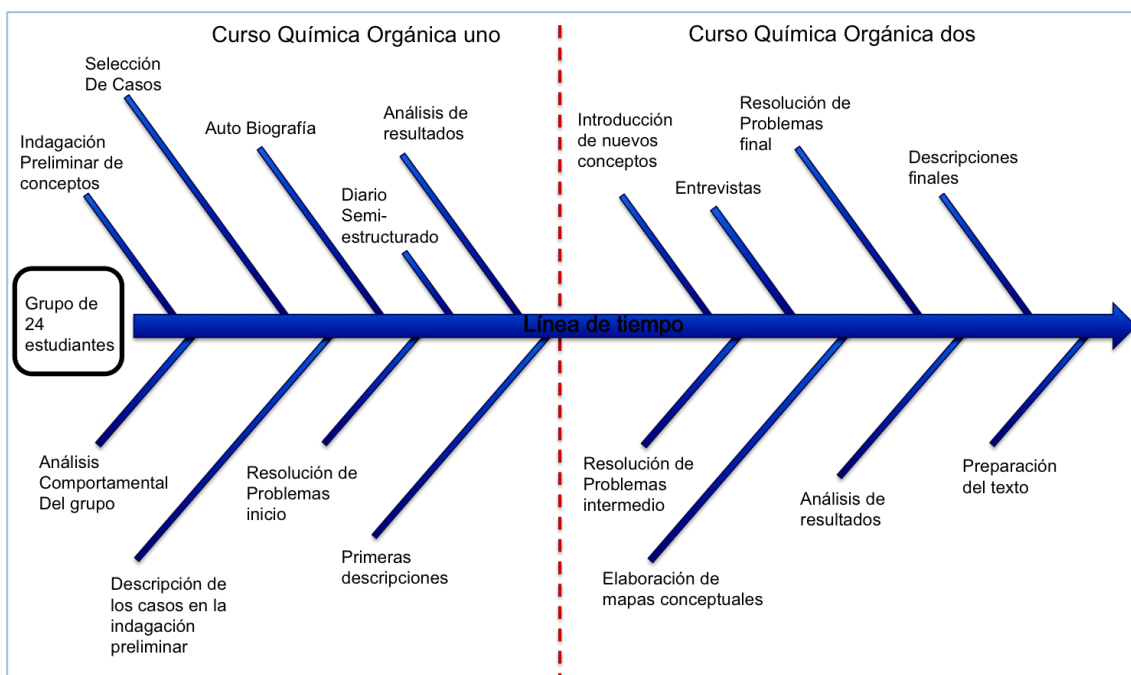 Curso Química Orgánica uno
Curso Química Orgánica dos
Selección
De Casos
Indagación
Preliminar de
conceptos
Auto Biografía
Análisis de
resultados
Diario
Semi-
estructurado
Introducción
de nuevos
conceptos
Entrevistas
Resolución de
Problemas
final
Descripciones
finales
Grupo de
24
estudiantes
Línea de tiempo
Análisis
Comportamental
Del grupo
Descripción de
los casos en la
indagación
preliminar
Resolución de
Problemas
inicio
Primeras
descripciones
Resolución de
Problemas
intermedio
Elaboración de
mapas conceptuales
Análisis de
resultados
Preparación
del texto